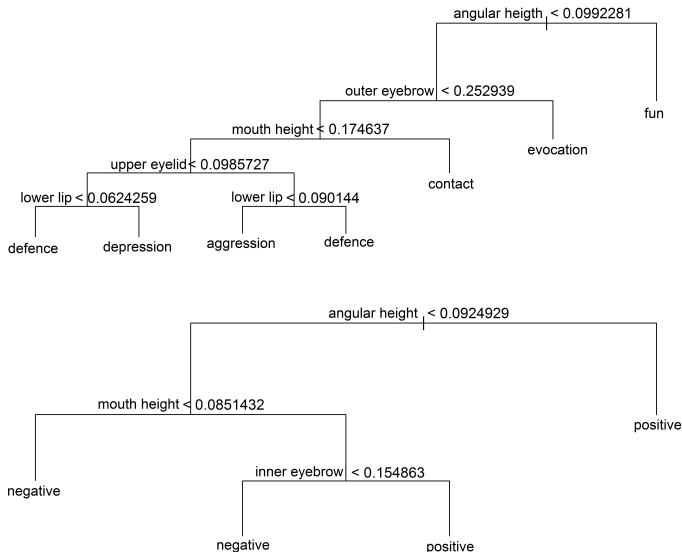 angular heigth < 0.0992281
outer eyebrow < 0.252939
fun
mouth height < 0.174637
evocation
upper eyelid < 0.0985727
contact
lower lip < 0.0624259 lower lip < 0.090144
defence depression aggression defence
angular height < 0.0924929
mouth height < 0.0851432
positive
inner eyebrow < 0.154863
negative
negative positive